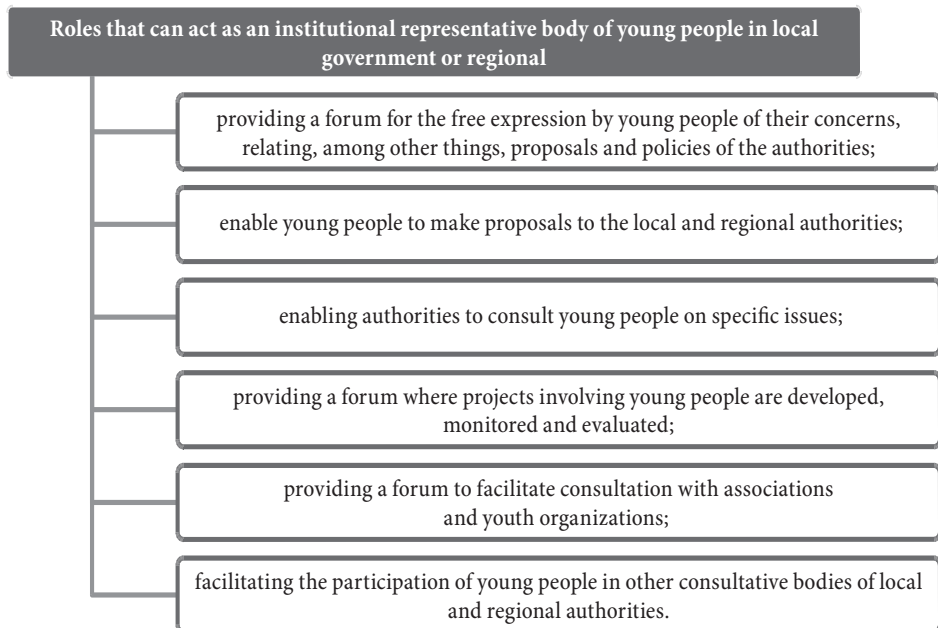 Roles that can act as an institutional representative body of young people in local
government or regional
providing a forum for the free expression by young people of their concerns,
relating, among other things, proposals and policies of the authorities;
enable young people to make proposals to the local and regional authorities;
enabling authorities to consult young people on specific issues;
providing a forum where projects involving young people are developed,
monitored and evaluated;
providing a forum to facilitate consultation with associations
and youth organizations;
facilitating the participation of young people in other consultative bodies of local
and regional authorities.